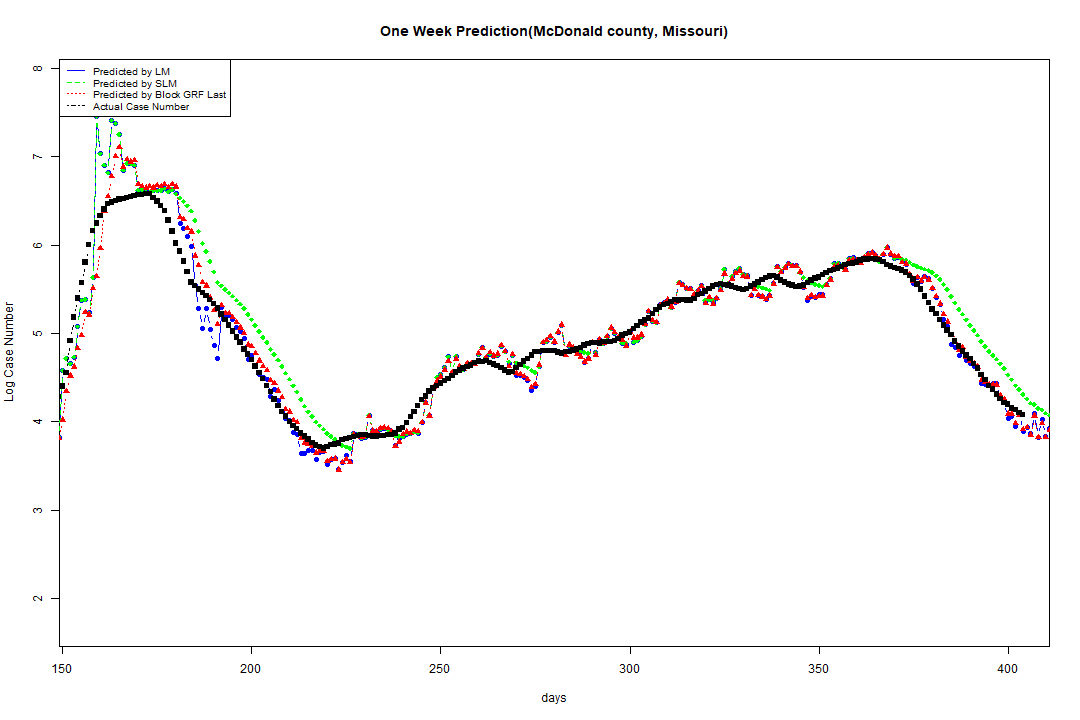 One Week Prediction(McDonald county, Missouri)
Predicted by LM
Predicted by SLM
Predicted by Block GRF Last
Actual Case Number
8
7
6
5
4
3
2
Log Case Number
150 200 250 300 350 400
days